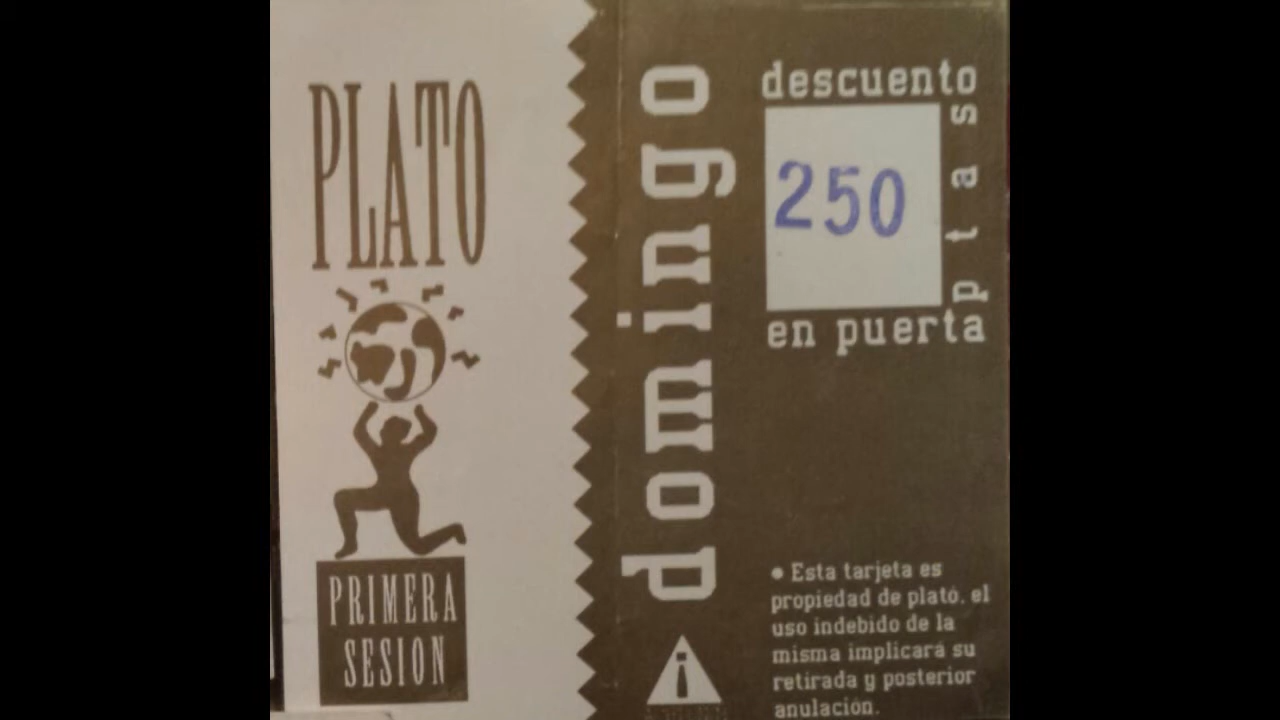 PLATO
PRIMERA
SESION
domingo
descuento
250
ptas
en puerta
• Esta tarjeta es
propiedad de plató, el
uso indebido de la
misma implicará su
retirada y posterior
anulación.